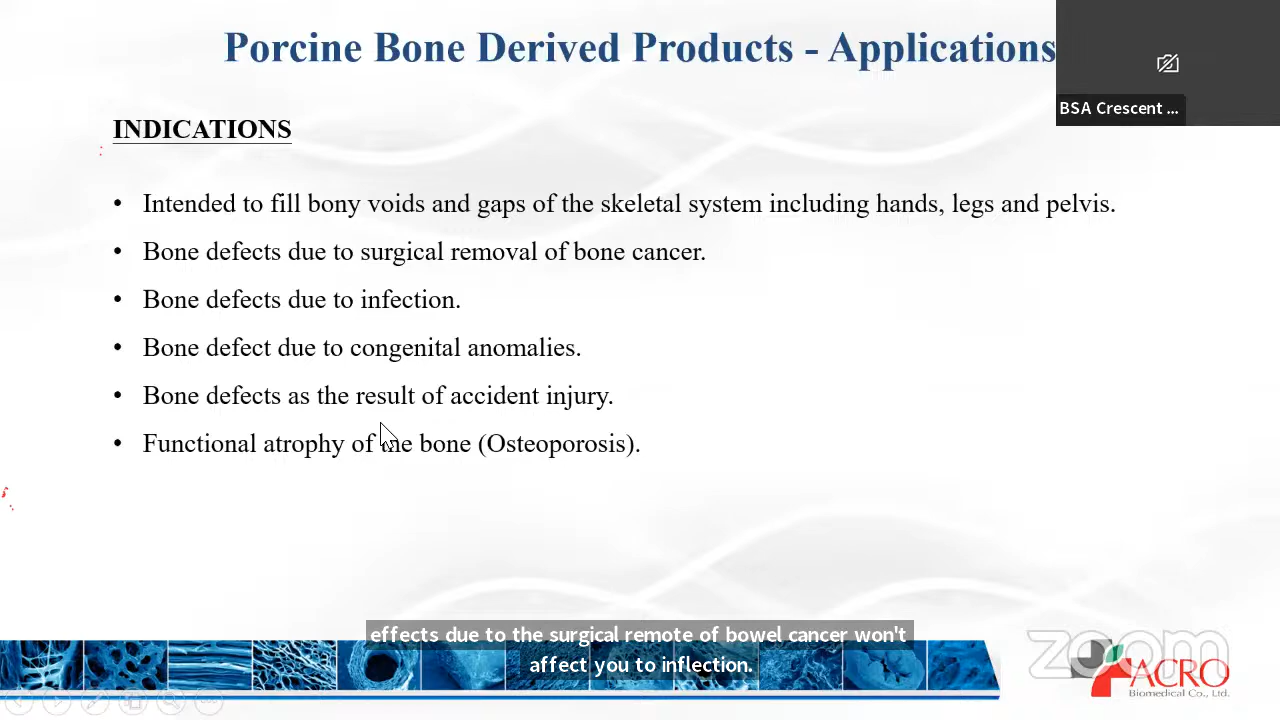 Porcine Bone Derived Products - Applications
BSA Crescent ...
INDICATIONS
• Intended to fill bony voids and gaps of the skeletal system including hands, legs and pelvis.
• Bone defects due to surgical removal of bone cancer.
• Bone defects due to infection.
• Bone defect due to congenital anomalies.
• Bone defects as the result of accident injury.
• Functional atrophy of the bone (Osteoporosis).
effects due to the surgical remote of bowel cancer won't
affect you to inflection.
zoom
ACRO
Biomedical Co., Ltd.